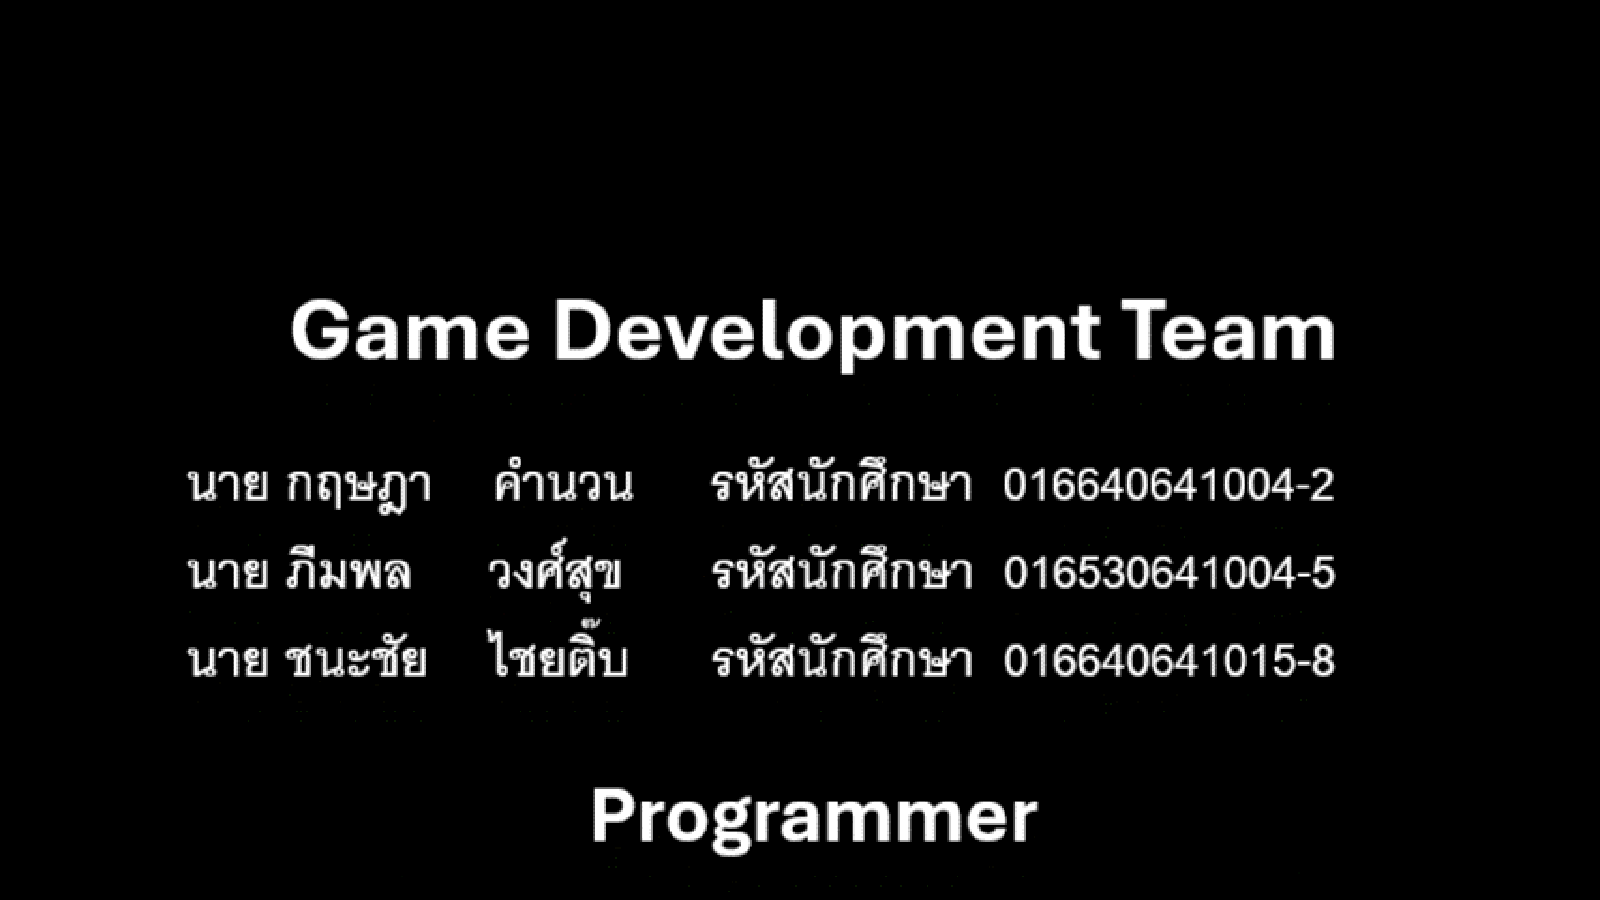 Game Development Team
นาย กฤษฎา คำนวน รหัสนักศึกษา 016640641004-2
นาย ภีมพล วงศ์สุข รหัสนักศึกษา 016530641004-5
นาย ชนะชัย ไชยติ๊บ รหัสนักศึกษา 016640641015-8
Programmer